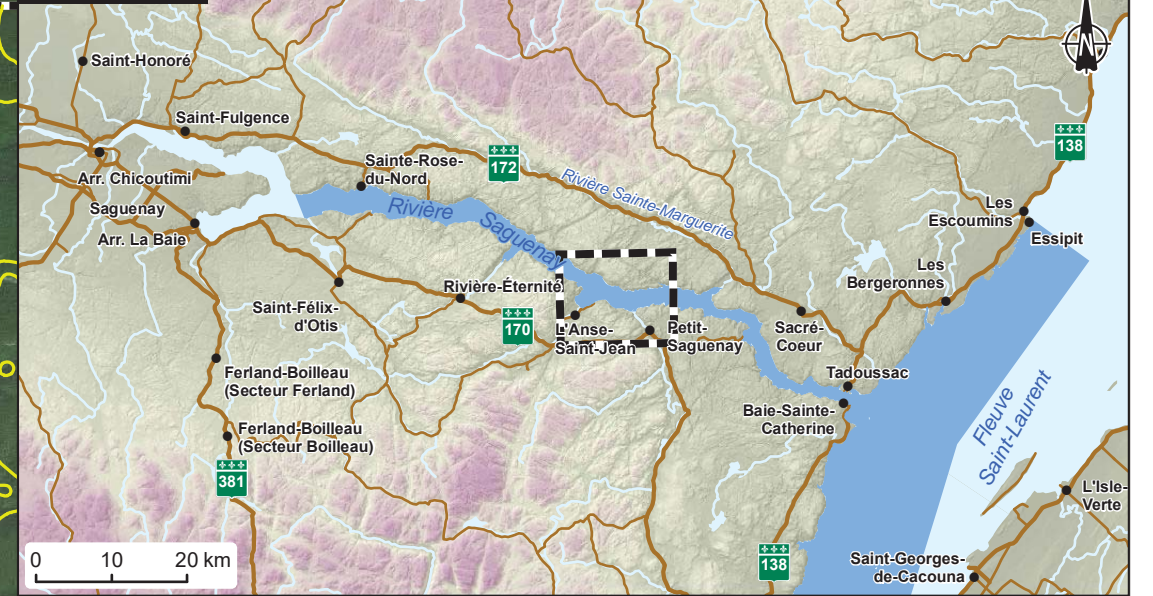 N
Saint-Honoré
Saint-Fulgence
138
Sainte-Rose-
du-Nord
172
Arr. Chicoutimi
Rivière Sainte-Marguerite
Saguenay
Rivière Saguenay
Les
Escoumins
Arr. La Baie
Essipit
Les
Bergeronnes
Rivière-Éternité
Saint-Félix-
d'Otis
170
L'Anse-
Saint-Jean
Petit-
Saguenay
Sacré-
Coeur
Ferland-Boilleau
(Secteur Ferland)
Tadoussac
Baie-Sainte-
Catherine
Fleuve
Saint-Laurent
Ferland-Boilleau
(Secteur Boilleau)
381
L'Isle-
Verte
138
Saint-Georges-
de-Cacouna
0 10 20 km